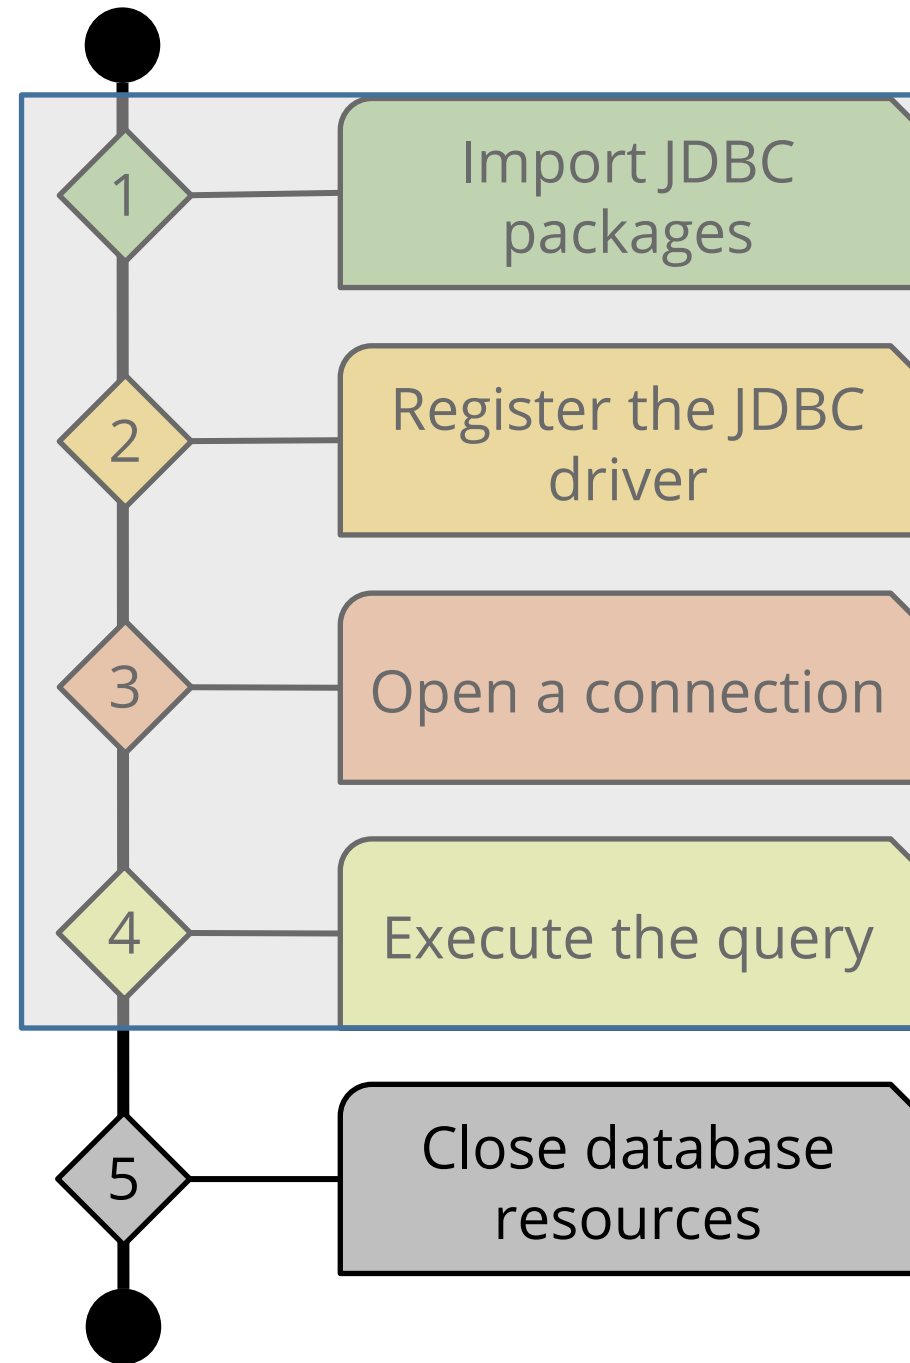 1
Import JDBC
packages
2
Register the JDBC
driver
3
Open a connection
4
Execute the query
5
Close database
resources